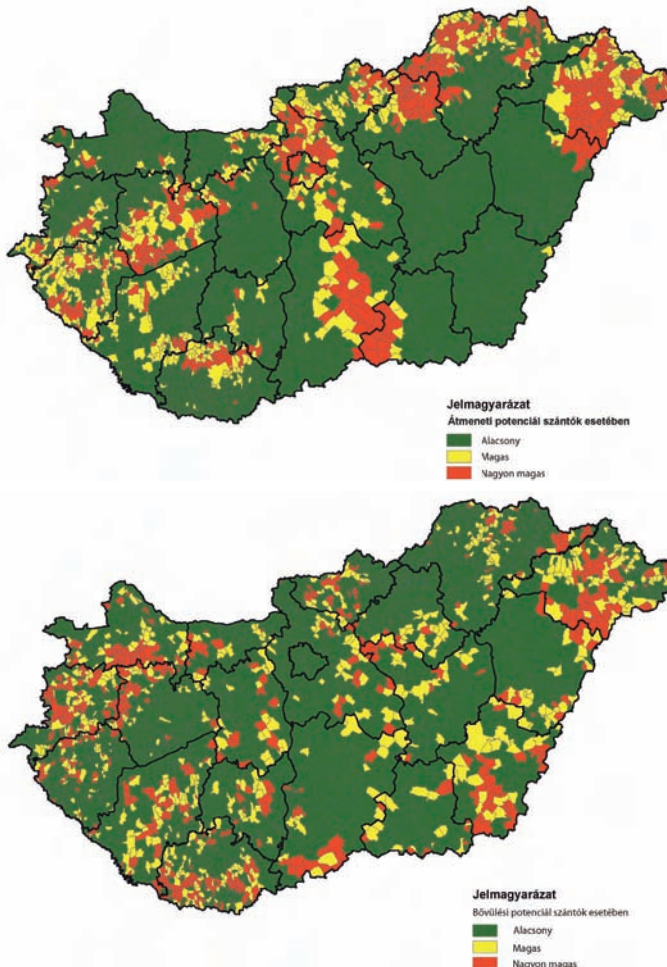 Jelmagyarázat
Átmeneti potenciál szántók esetében
Alacsony
Magas
Nagyon magas
Jelmagyarázat
Bővülési potenciál szántók esetében
Alacsony
Magas
Nagyon magas